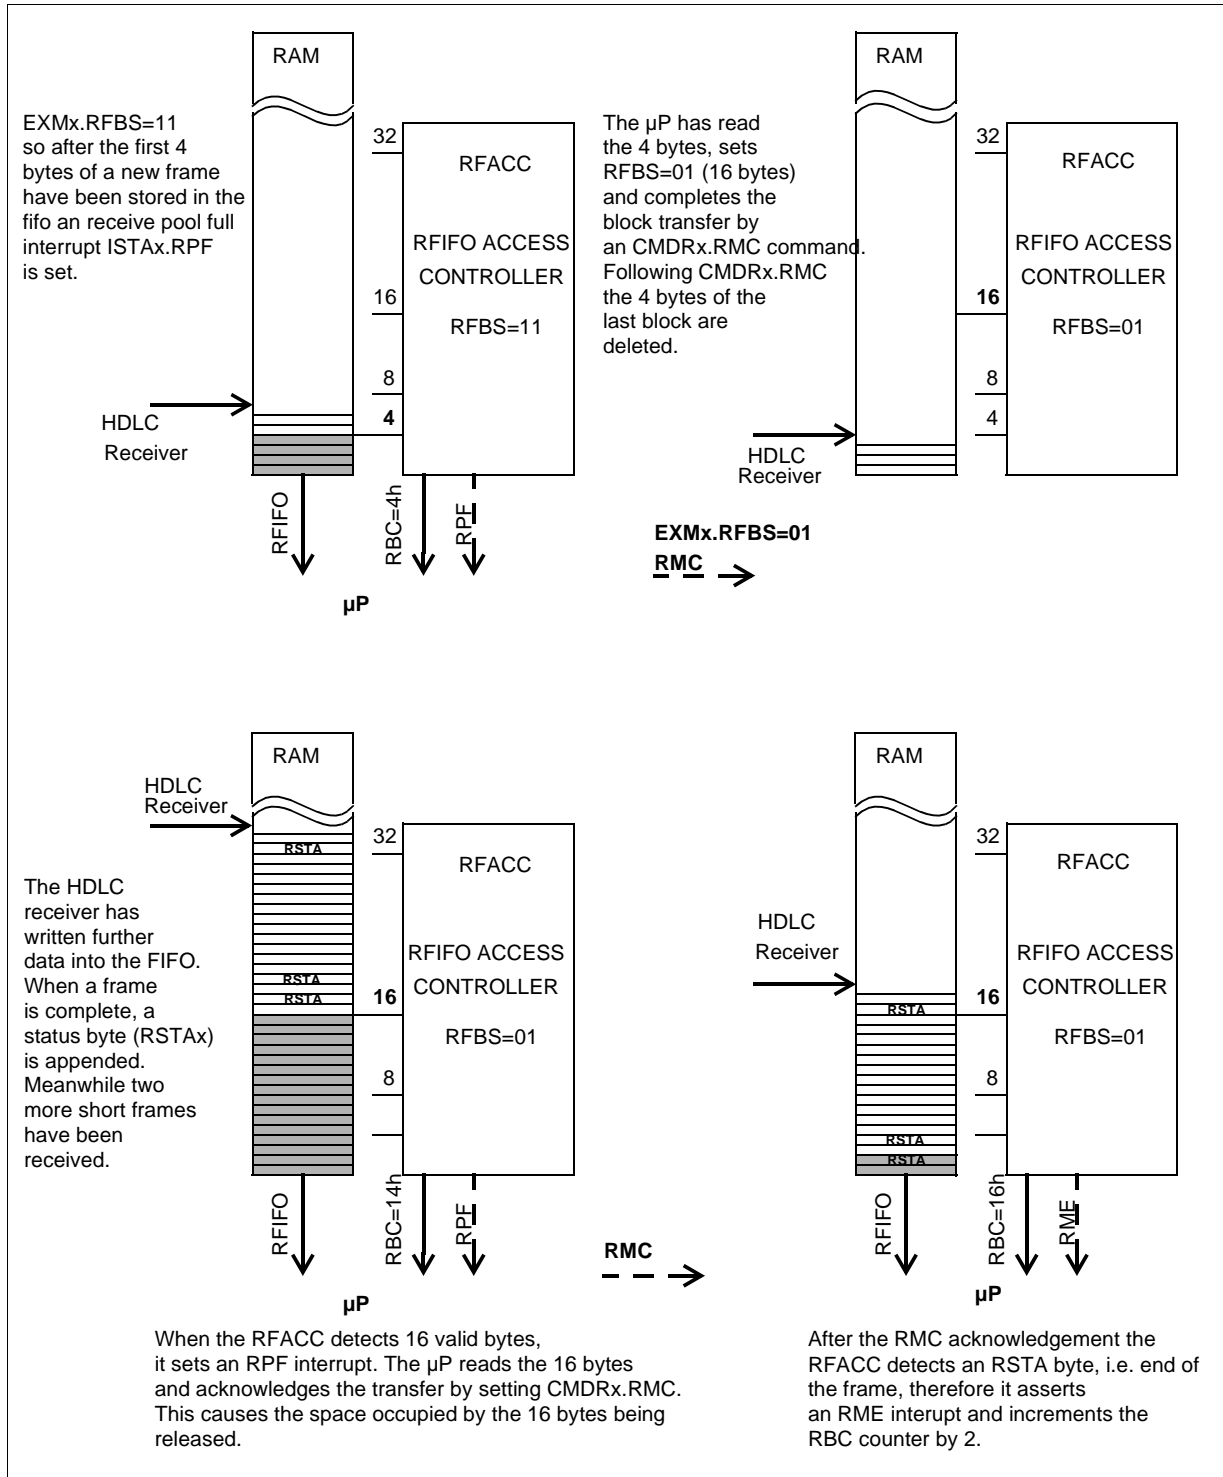 RAM
EXMx.RFBS=11
so after the first 4
bytes of a new frame
have been stored in the
fifo an receive pool full
interrupt ISTAx.RPF
is set.
32
16
8
4
RFACC
RFIFO ACCESS
CONTROLLER
RFBS=11
HDLC
Receiver
RFIFO
RBC=4h
RPF
µP
The µP has read
the 4 bytes, sets
RFBS=01 (16 bytes)
and completes the
block transfer by
an CMDRx.RMC command.
Following CMDRx.RMC
the 4 bytes of the
last block are
deleted.
RAM
32
16
8
4
RFACC
RFIFO ACCESS
CONTROLLER
RFBS=01
HDLC
Receiver
EXMx.RFBS=01
RMC
RAM
HDLC
Receiver
RSTA
RSTA
RSTA
The HDLC
receiver has
written further
data into the FIFO.
When a frame
is complete, a
status byte (RSTAx)
is appended.
Meanwhile two
more short frames
have been
received.
32
16
8
RFACC
RFIFO ACCESS
CONTROLLER
RFBS=01
RFIFO
RBC=14h
RPF
µP
RMC
When the RFACC detects 16 valid bytes,
it sets an RPF interrupt. The µP reads the 16 bytes
and acknowledges the transfer by setting CMDRx.RMC.
This causes the space occupied by the 16 bytes being
released.
RAM
HDLC
Receiver
RSTA
RSTA
RSTA
32
16
8
RFACC
RFIFO ACCESS
CONTROLLER
RFBS=01
RFIFO
RBC=16h
RME
µP
After the RMC acknowledgement the
RFACC detects an RSTA byte, i.e. end of
the frame, therefore it asserts
an RME interupt and increments the
RBC counter by 2.